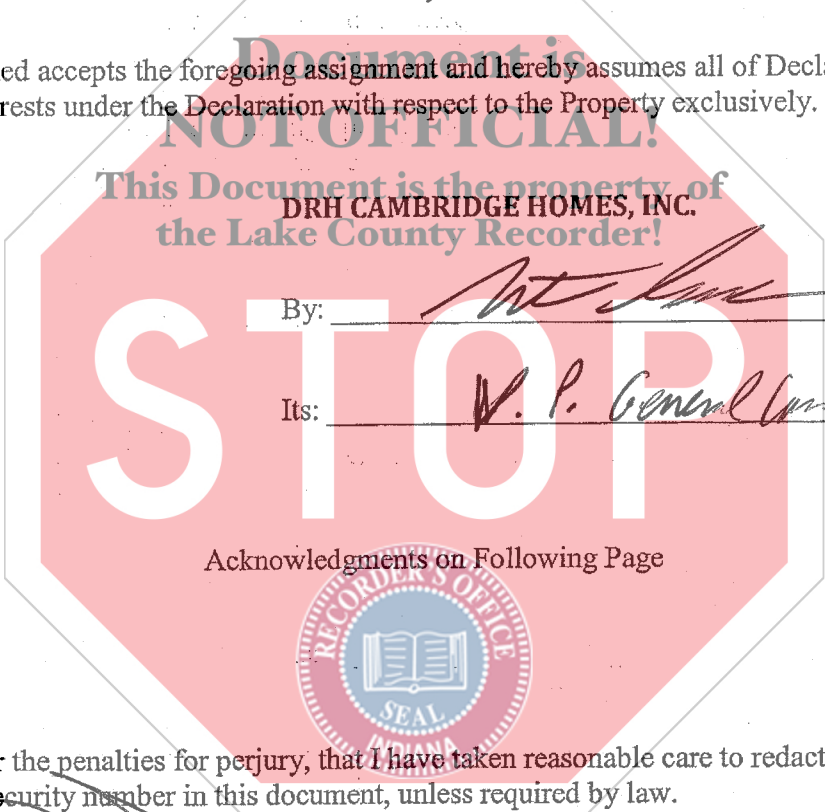 Document is
ed accepts the foregoing assignment and hereby assumes all of Decla
rests under the Declaration with respect to the Property exclusively.
NOT OFFICIAL!
This Document is the property of
DRH CAMBRIDGE HOMES, INC.
the Lake County Recorder!
By:
Its: V. P. General Coun
STOP
Acknowledgments on Following Page
RECORDER'S OFFICE
SEAL
INDIANA
r the penalties for perjury, that I have taken reasonable care to redact
ecurity number in this document, unless required by law.